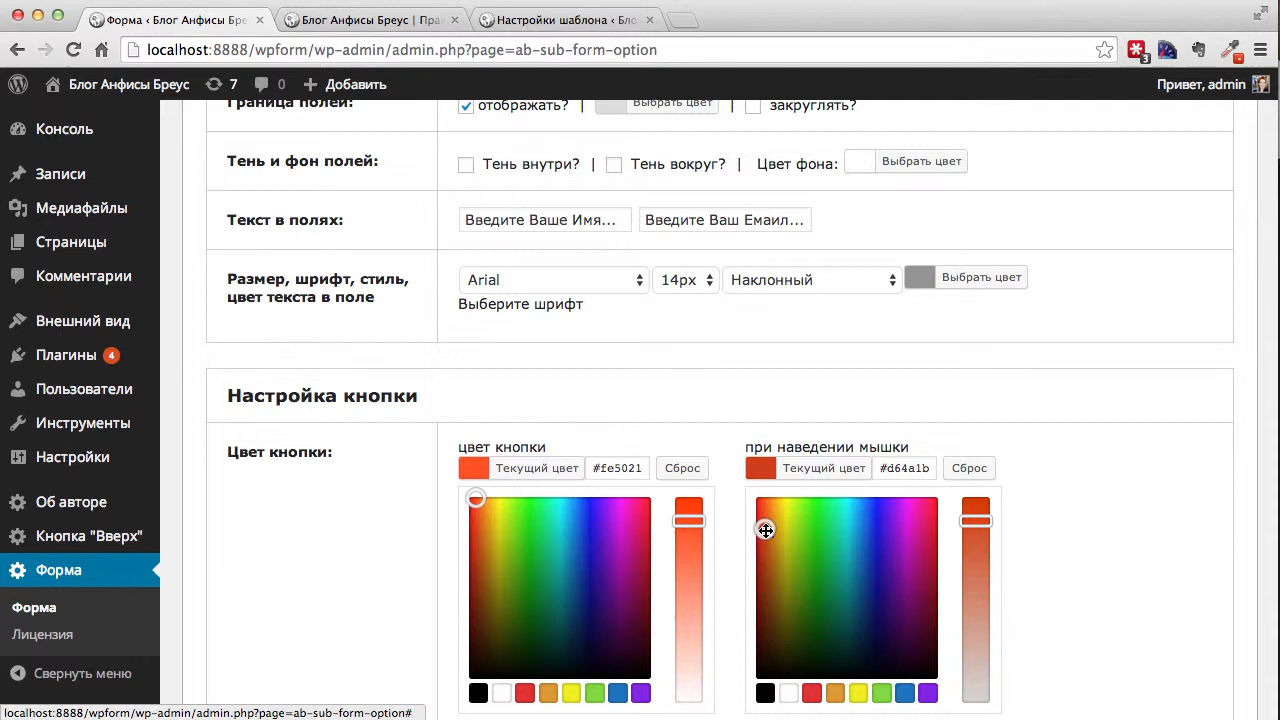 Форма ‹ Блог Анфисы Бре
Блог Анфисы Бреус | Пра
Настройки шаблона ‹ Бло
localhost:8888/wpform/wp-admin/admin.php?page=ab-sub-form-option
3
Блог Анфисы Бреус 7 0 Добавить Привет, admin
Консоль
Записи
Медиафайлы
Страницы
Комментарии
Внешний вид
Плагины 4
Пользователи
Инструменты
Настройки
Об авторе
Кнопка "Вверх"
Форма
Форма
Лицензия
Свернуть меню
Граница полей: отображать? | Выбрать цвет | закруглять?
Тень и фон полей: Тень внутри? | Тень вокруг? | Цвет фона: Выбрать цвет
Текст в полях: Введите Ваше Имя... Введите Ваш Емаил...
Размер, шрифт, стиль,
цвет текста в поле
Arial 14px Наклонный Выбрать цвет
Выберите шрифт
Настройка кнопки
Цвет кнопки:
цвет кнопки при наведении мышки
Текущий цвет #fe5021 Сброс Текущий цвет #d64a1b Сброс
localhost:8888/wpform/wp-admin/admin.php?page=ab-sub-form-option#